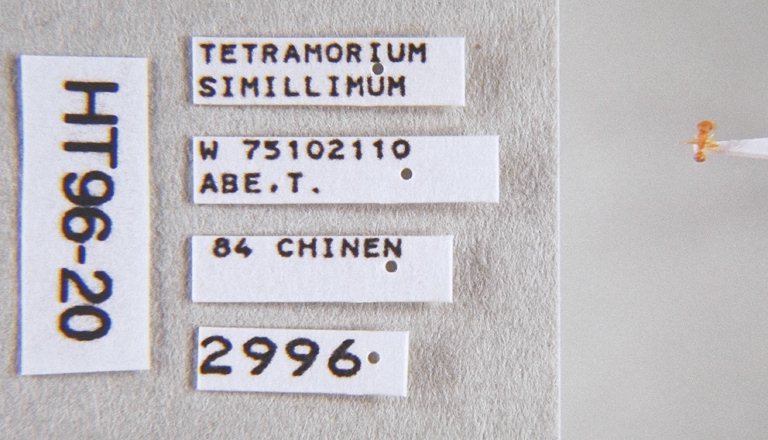 HT96-20
TETRAMORIUM
SIMILLIMUM
W 75102110
ABE.T.
84 CHINEN
2996